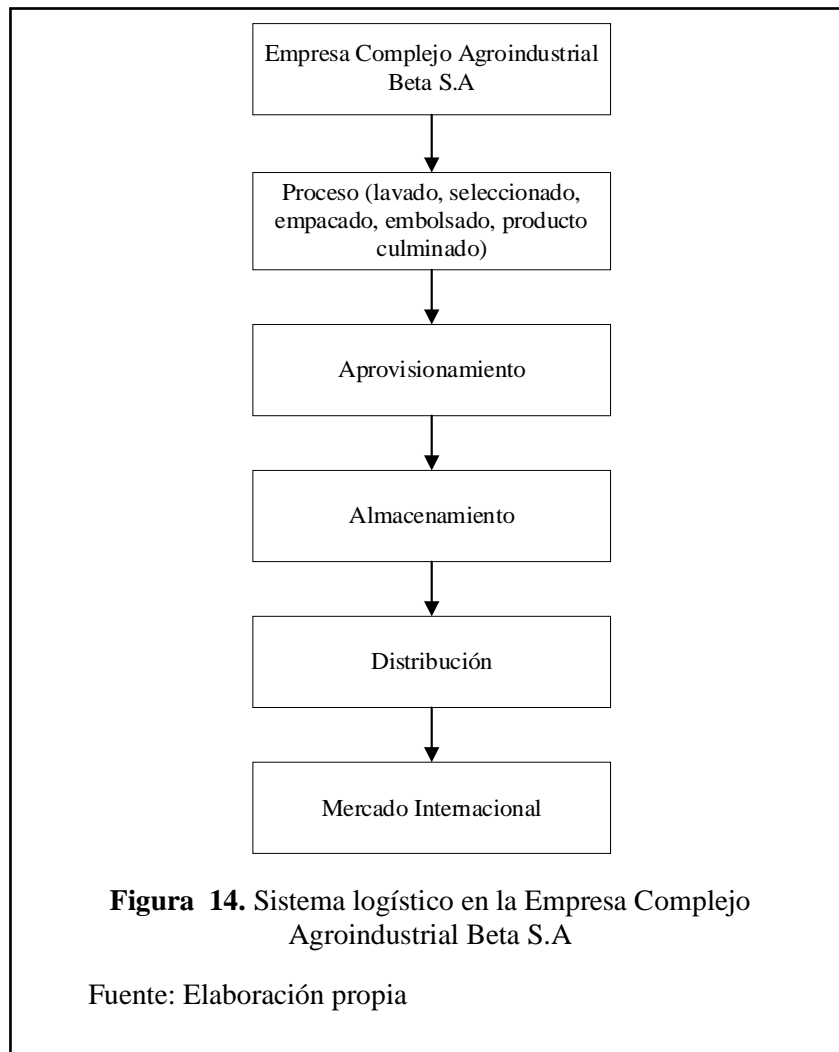 Empresa Complejo Agroindustrial
Beta S.A
Proceso (lavado, seleccionado,
empacado, embolsado, producto
culminado)
Aprovisionamiento
Almacenamiento
Distribución
Mercado Internacional
Figura 14. Sistema logístico en la Empresa Complejo
Agroindustrial Beta S.A
Fuente: Elaboración propia